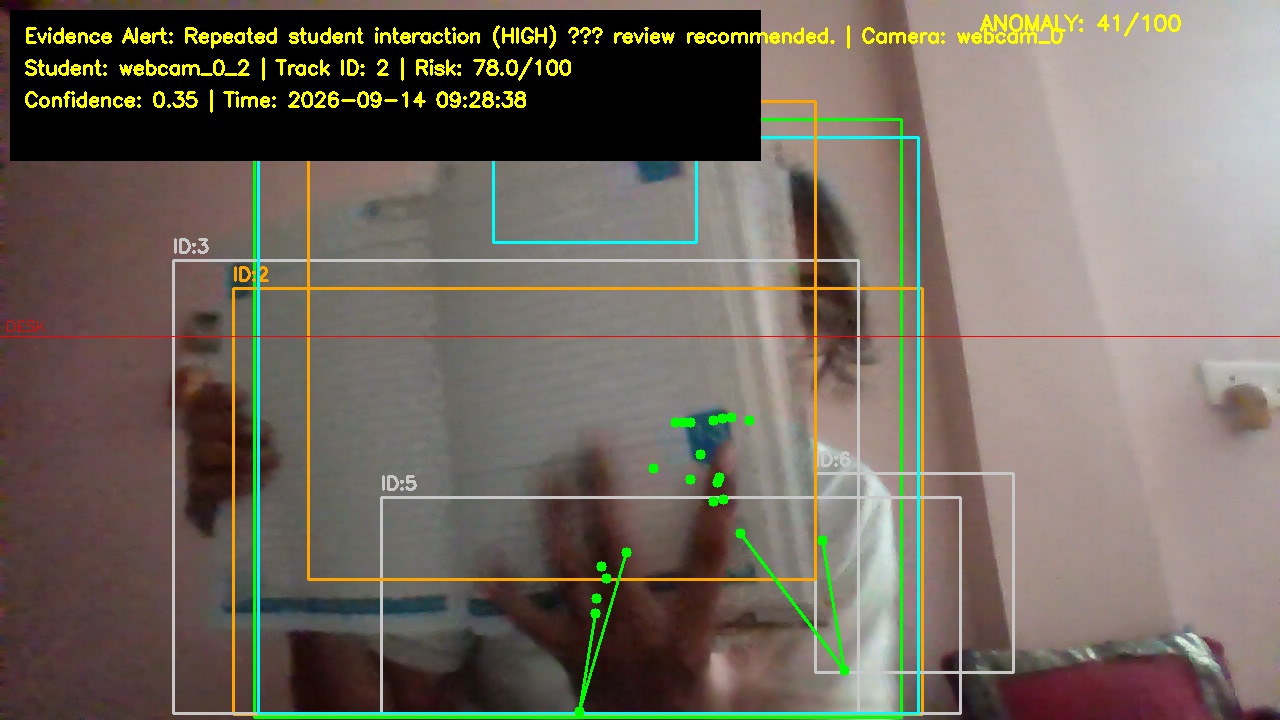 Evidence Alert: Repeated student interaction (HIGH) ??? review recommended. | Camera: webcam_0
ANOMALY: 41/100
Student: webcam_0_2 | Track ID: 2 | Risk: 78.0/100
Confidence: 0.35 | Time: 2026-09-14 09:28:38
ID:3
ID:2
DESK
ID:6
ID:5